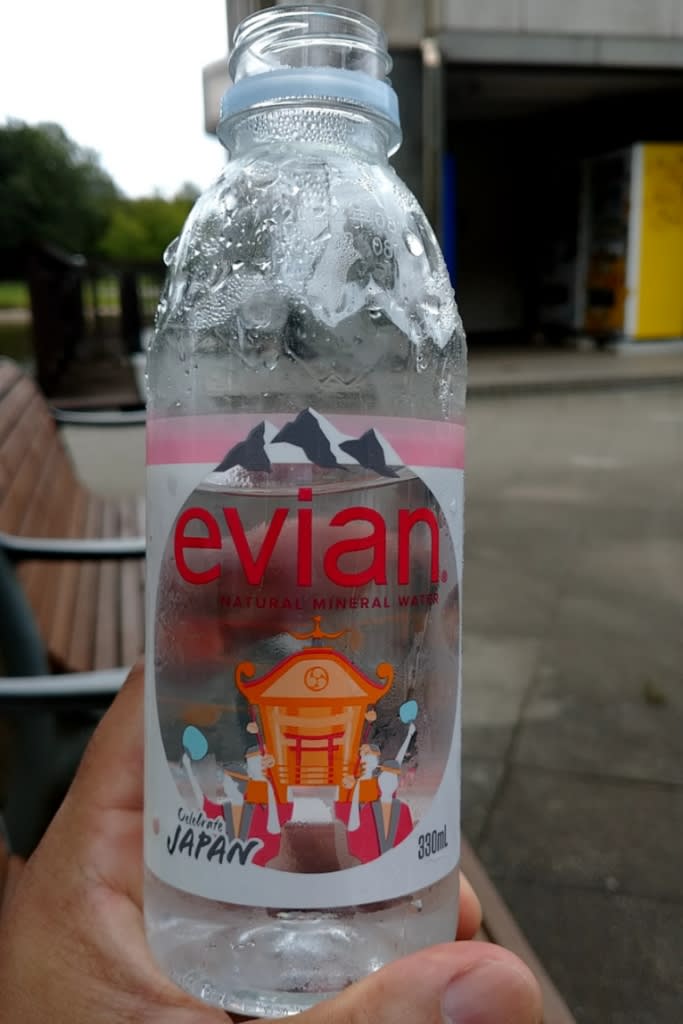 evian®
NATURAL MINERAL WATER
Celebrate
JAPAN
330mL